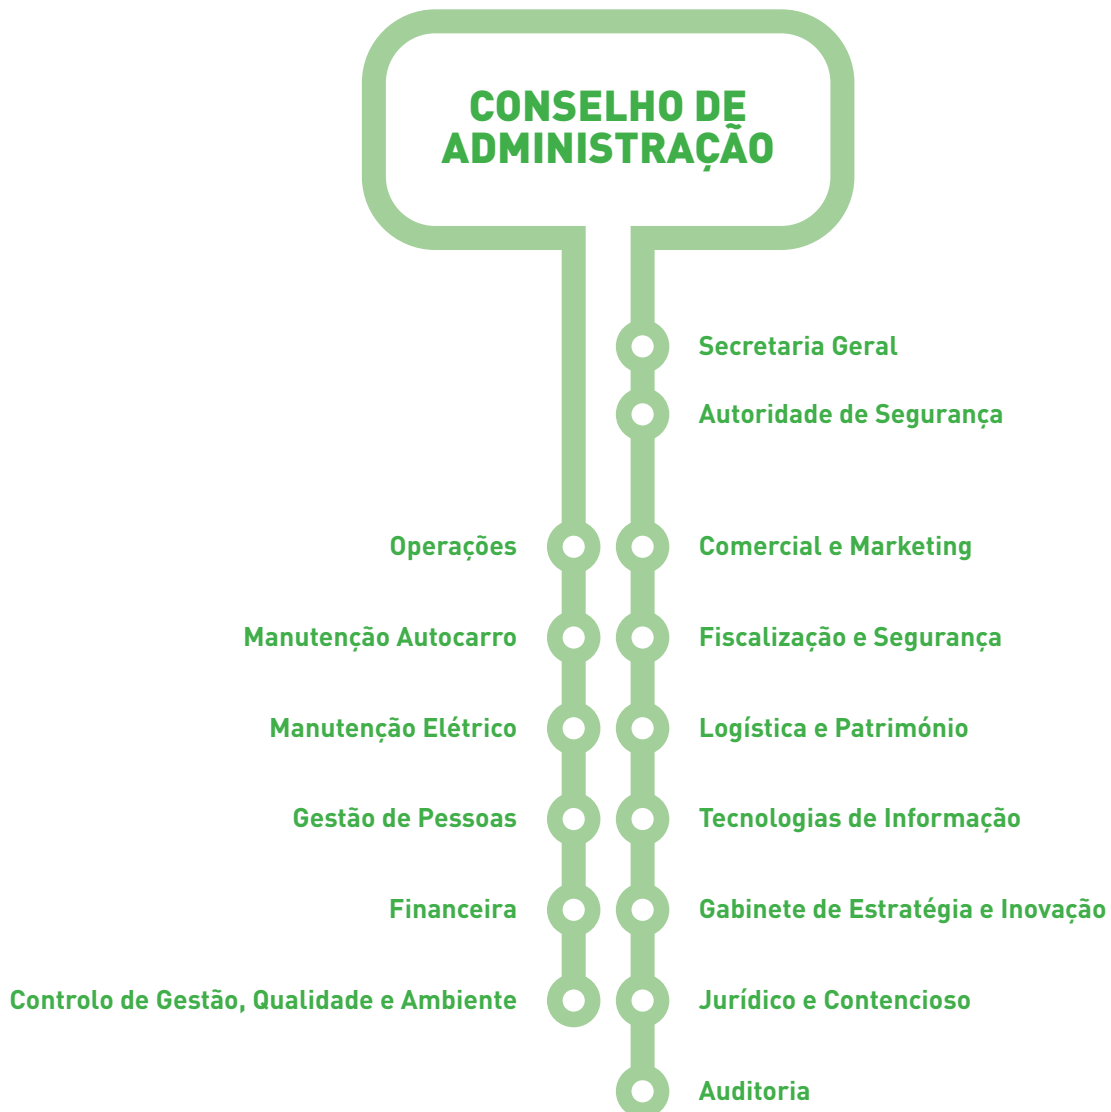 CONSELHO DE
ADMINISTRAÇÃO
Secretaria Geral
Autoridade de Segurança
Operações
Comercial e Marketing
Manutenção Autocarro
Fiscalização e Segurança
Manutenção Elétrico
Logística e Património
Gestão de Pessoas
Tecnologias de Informação
Financeira
Gabinete de Estratégia e Inovação
Controlo de Gestão, Qualidade e Ambiente
Jurídico e Contencioso
Auditoria